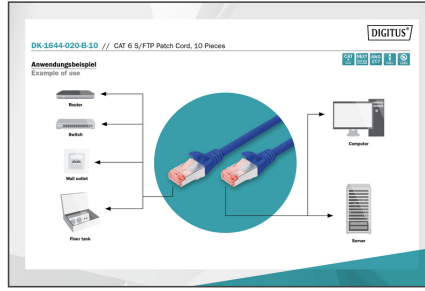 DIGITUS®
DK-1644-020-B-10 // CAT 6 S/FTP Patch Cord, 10 Pieces
Anwendungsbeispiel
Example of use
Router
Switch
Wall outlet
Floor tank
Computer
Server